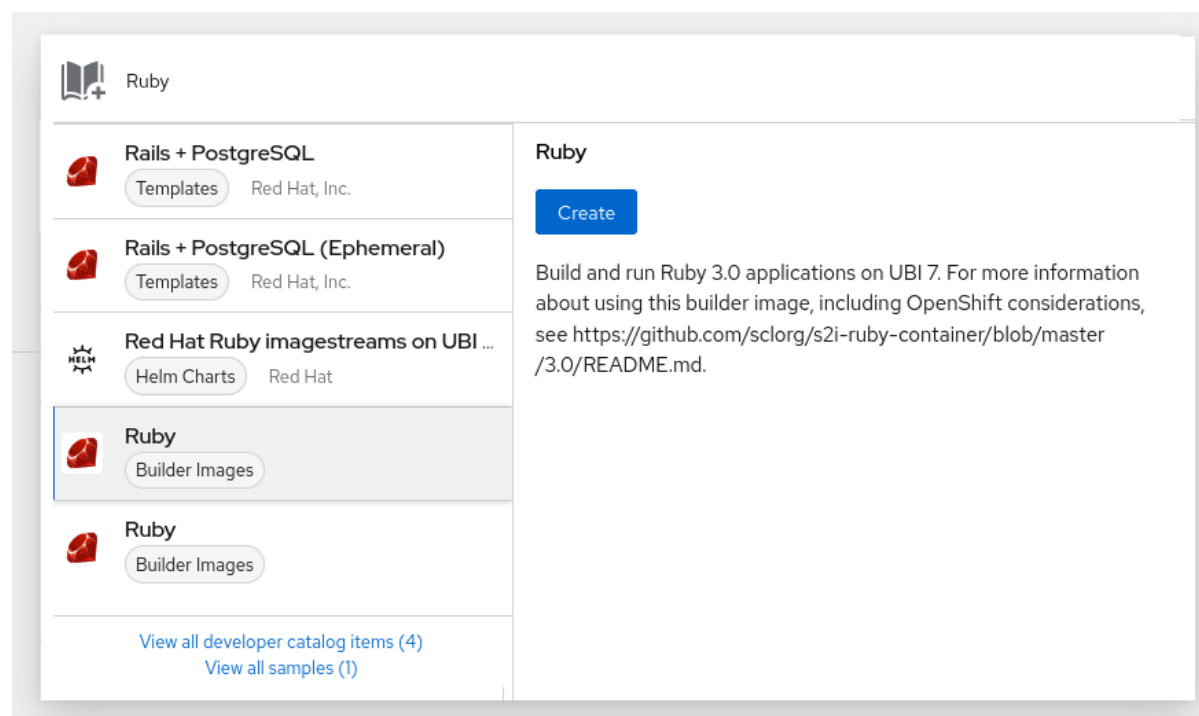 Ruby
Rails + PostgreSQL
Templates Red Hat, Inc.
Rails + PostgreSQL (Ephemeral)
Templates Red Hat, Inc.
HELM
Red Hat Ruby imagestreams on UBI ...
Helm Charts Red Hat
Ruby
Builder Images
Ruby
Builder Images
View all developer catalog items (4)
View all samples (1)
Ruby
Create
Build and run Ruby 3.0 applications on UBI 7. For more information
about using this builder image, including OpenShift considerations,
see https://github.com/sclorg/s2i-ruby-container/blob/master
/3.0/README.md.